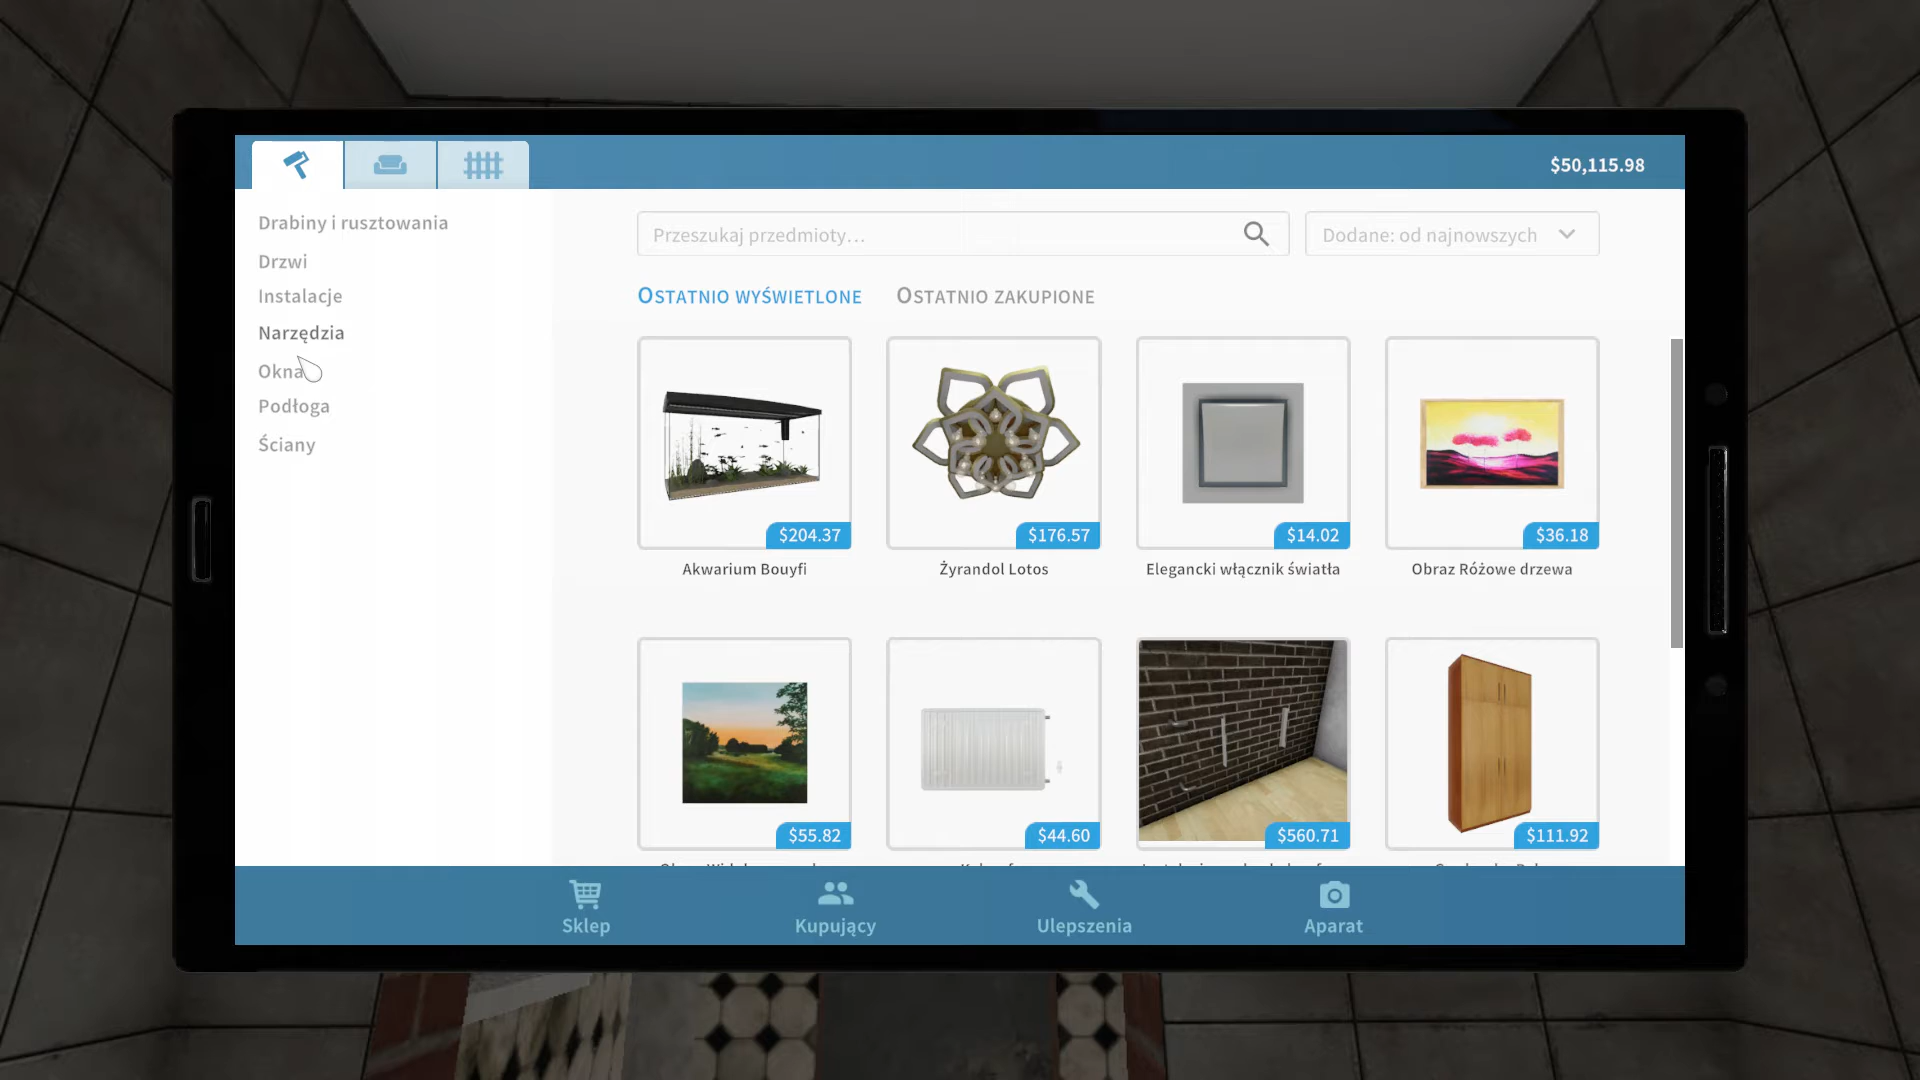 $50,115.98
Drabiny i rusztowania
Drzwi
Instalacje
Narzędzia
Okna
Podłoga
Ściany
Przeszukaj przedmioty...
Dodane: od najnowszych
OSTATNIO WYŚWIETLONE
OSTATNIO ZAKUPIONE
$204.37
$176.57
$14.02
$36.18
Akwarium Bouyfi
Żyrandol Lotos
Elegancki włącznik światła
Obraz Różowe drzewa
$55.82
$44.60
$560.71
$111.92
Sklep
Kupujący
Ulepszenia
Aparat